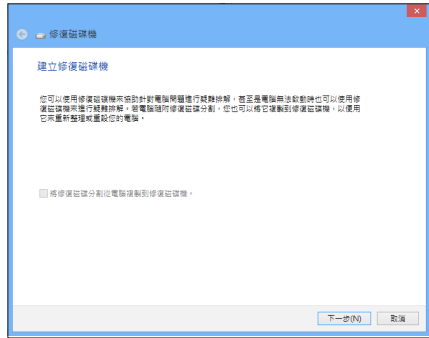 修復磁碟機
建立修復磁碟機
您可以使用修復磁碟機來協助針對電腦問題進行疑難排解，甚至是電腦無法啟動時也可以使用修
復磁碟機來進行疑難排解。若電腦隨附修復磁碟分割，您也可以將它複製到修復磁碟機，以便用
它來重新整理或重設您的電腦。
將修復磁碟分割從電腦複製到修復磁碟機。
下一步(N)
取消